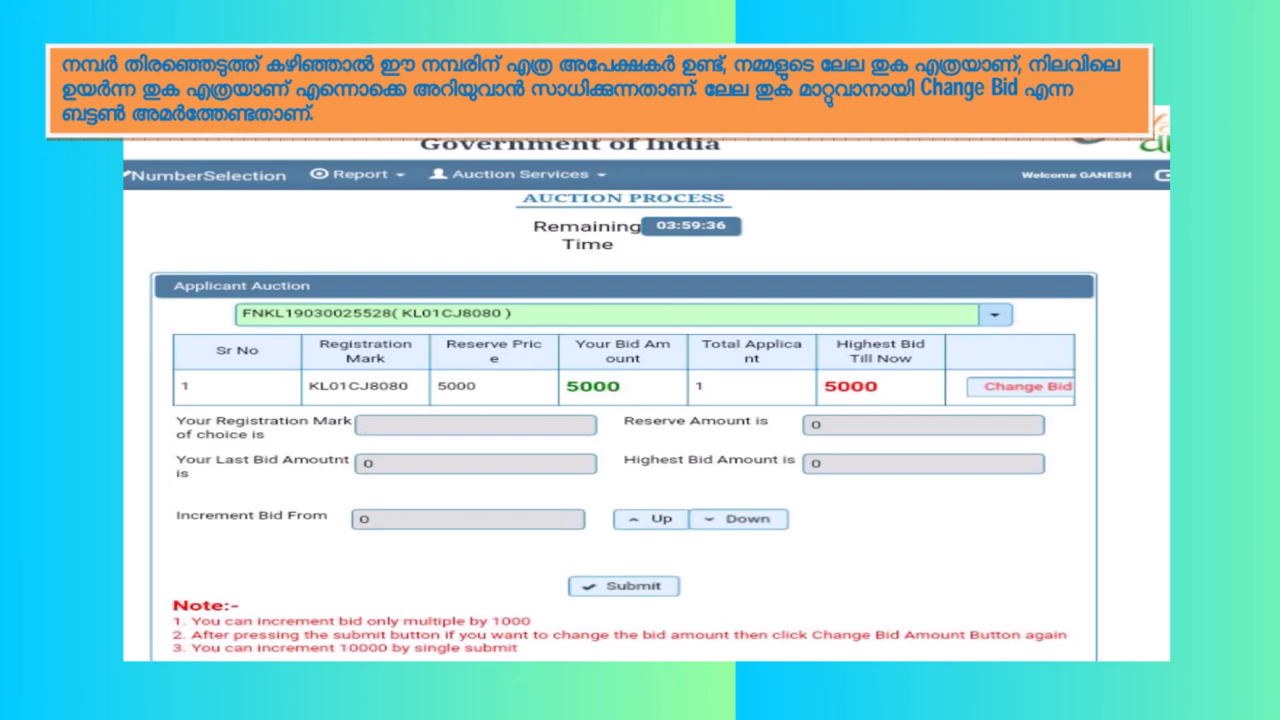 നമ്പർ തിരഞ്ഞെടുത്ത് കഴിഞ്ഞാൽ ഈ നമ്പരിന് എത്ര അപേക്ഷകർ ഉണ്ട്, നമ്മളുടെ ലേല തുക എത്രയാണ്, നിലവിലെ
ഉയർന്ന തുക എത്രയാണ് എന്നൊക്കെ അറിയുവാൻ സാധിക്കുന്നതാണ്. ലേല തുക മാറ്റുവാനായി Change Bid എന്ന
ബട്ടൺ അമർത്തേണ്ടതാണ്.
Government of India
NumberSelection Report Auction Services Welcome GANESH
AUCTION PROCESS
Remaining 03:59:36
Time
Applicant Auction
FNKL19030025528( KL01CJ8080 )
Sr No Registration Mark Reserve Pric e Your Bid Am ount Total Applica nt Highest Bid Till Now
1 KL01CJ8080 5000 5000 1 5000 Change Bid
Your Registration Mark Reserve Amount is 0
of choice is
Your Last Bid Amoutnt 0 Highest Bid Amount is 0
is
Increment Bid From 0 Up Down
Submit
Note:-
1. You can increment bid only multiple by 1000
2. After pressing the submit button if you want to change the bid amount then click Change Bid Amount Button again
3. You can increment 10000 by single submit